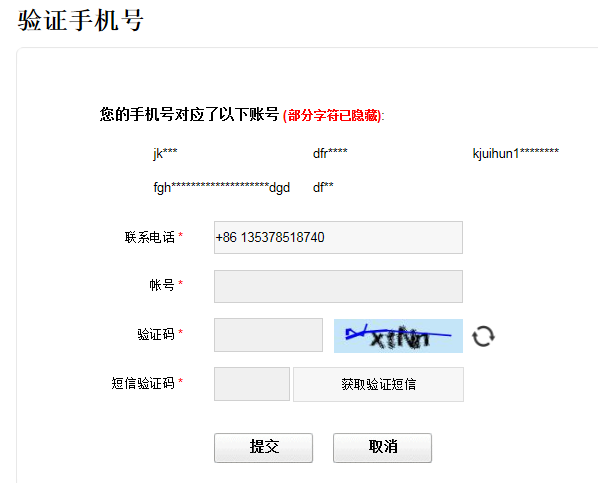 验证手机号
您的手机号对应了以下账号 (部分字符已隐藏):
jk*** dfr**** kjuihun1********
fgh********************dgd df**
联系电话 * +86 135378518740
帐号 *
验证码 *
短信验证码 * 获取验证短信
提交 取消